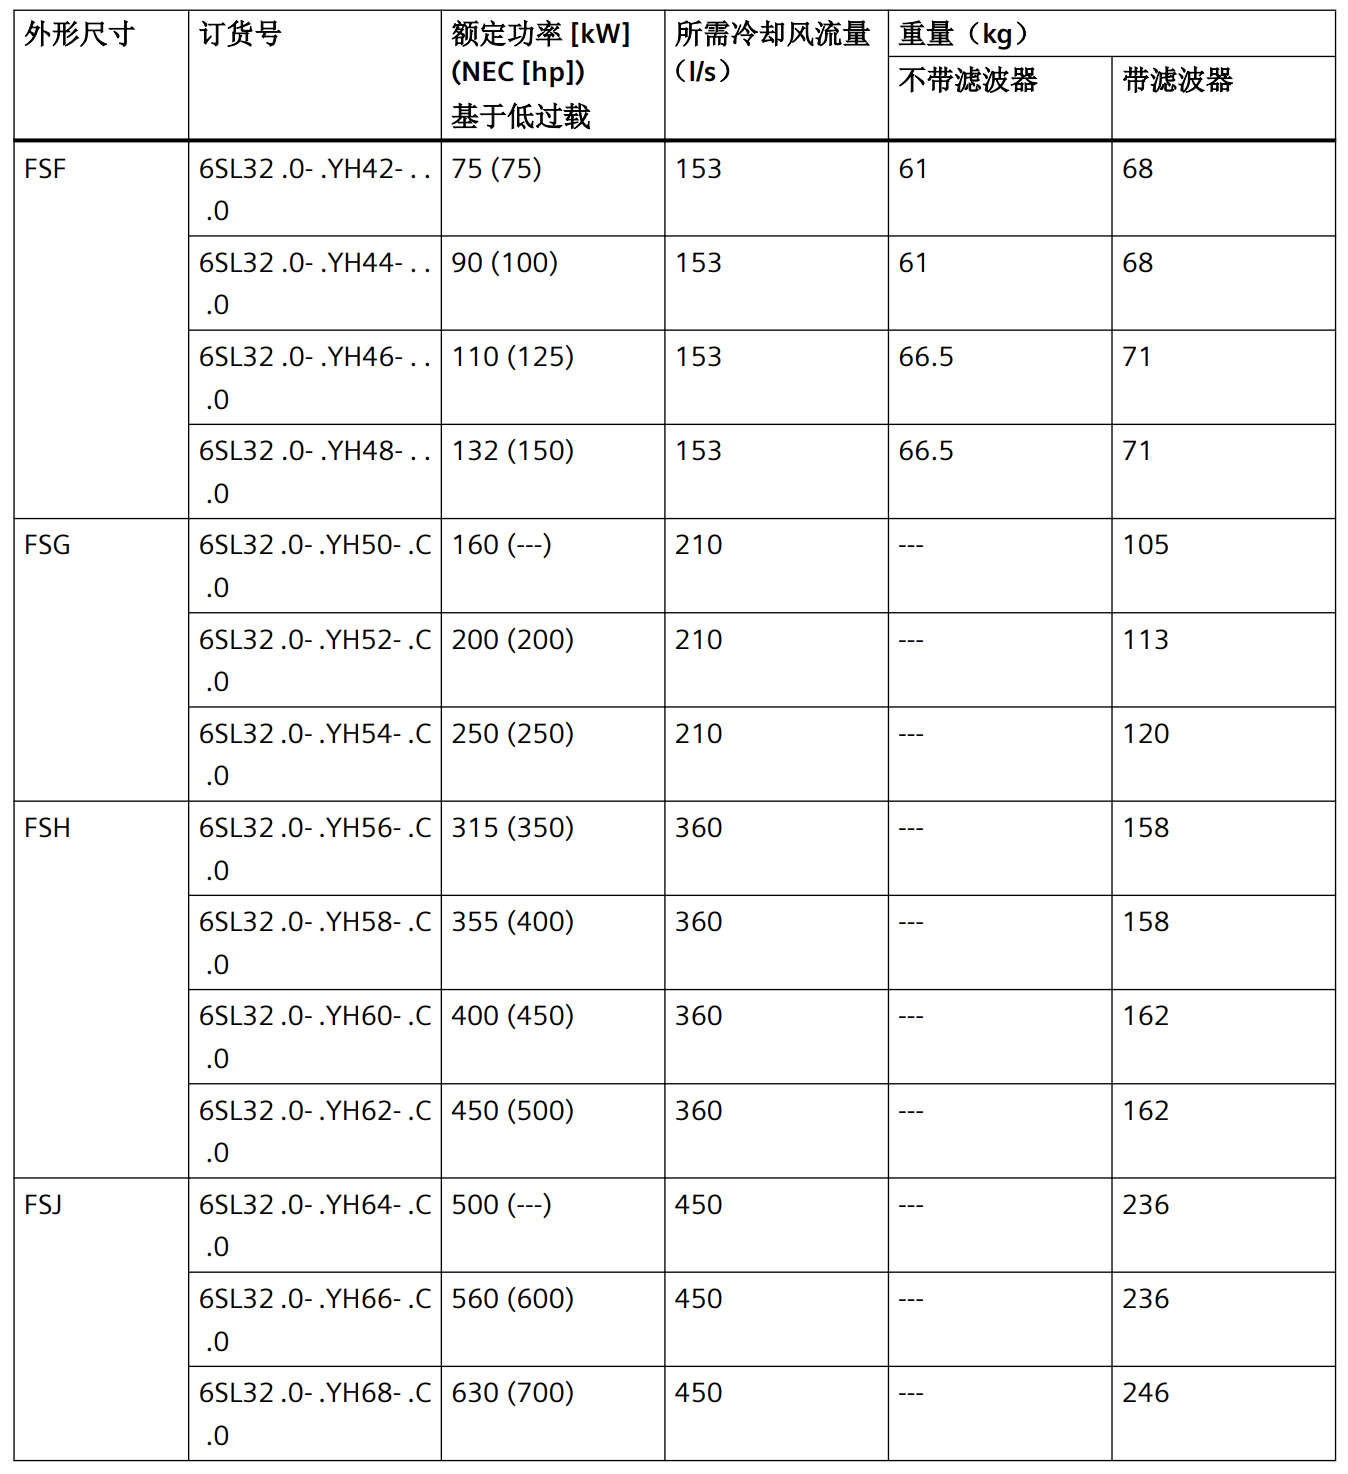 外形尺寸 订货号 额定功率 [kW] 所需冷却风流量 重量（kg）
(NEC [hp]) （l/s） 不带滤波器 带滤波器
基于低过载
FSF 6SL32 .0- .YH42- . . 75 (75) 153 61 68
.0
6SL32 .0- .YH44- . . 90 (100) 153 61 68
.0
6SL32 .0- .YH46- . . 110 (125) 153 66.5 71
.0
6SL32 .0- .YH48- . . 132 (150) 153 66.5 71
.0
FSG 6SL32 .0- .YH50- .C 160 (---) 210 --- 105
.0
6SL32 .0- .YH52- .C 200 (200) 210 --- 113
.0
6SL32 .0- .YH54- .C 250 (250) 210 --- 120
.0
FSH 6SL32 .0- .YH56- .C 315 (350) 360 --- 158
.0
6SL32 .0- .YH58- .C 355 (400) 360 --- 158
.0
6SL32 .0- .YH60- .C 400 (450) 360 --- 162
.0
6SL32 .0- .YH62- .C 450 (500) 360 --- 162
.0
FSJ 6SL32 .0- .YH64- .C 500 (---) 450 --- 236
.0
6SL32 .0- .YH66- .C 560 (600) 450 --- 236
.0
6SL32 .0- .YH68- .C 630 (700) 450 --- 246
.0